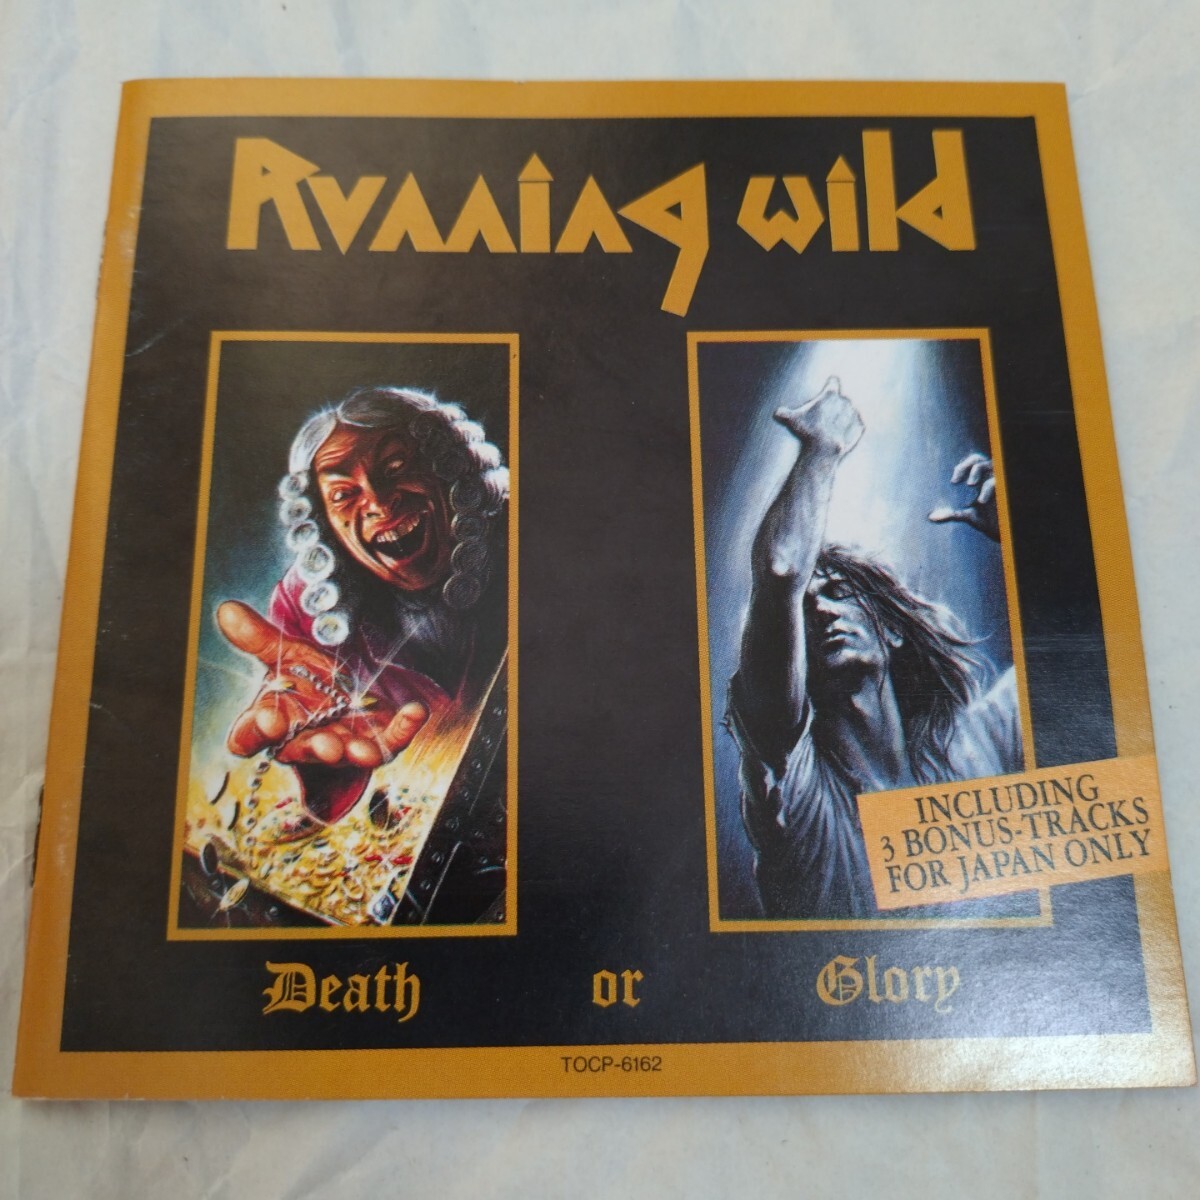 Running Wild
INCLUDING
3 BONUS-TRACKS
FOR JAPAN ONLY
Death or Glory
TOCP-6162